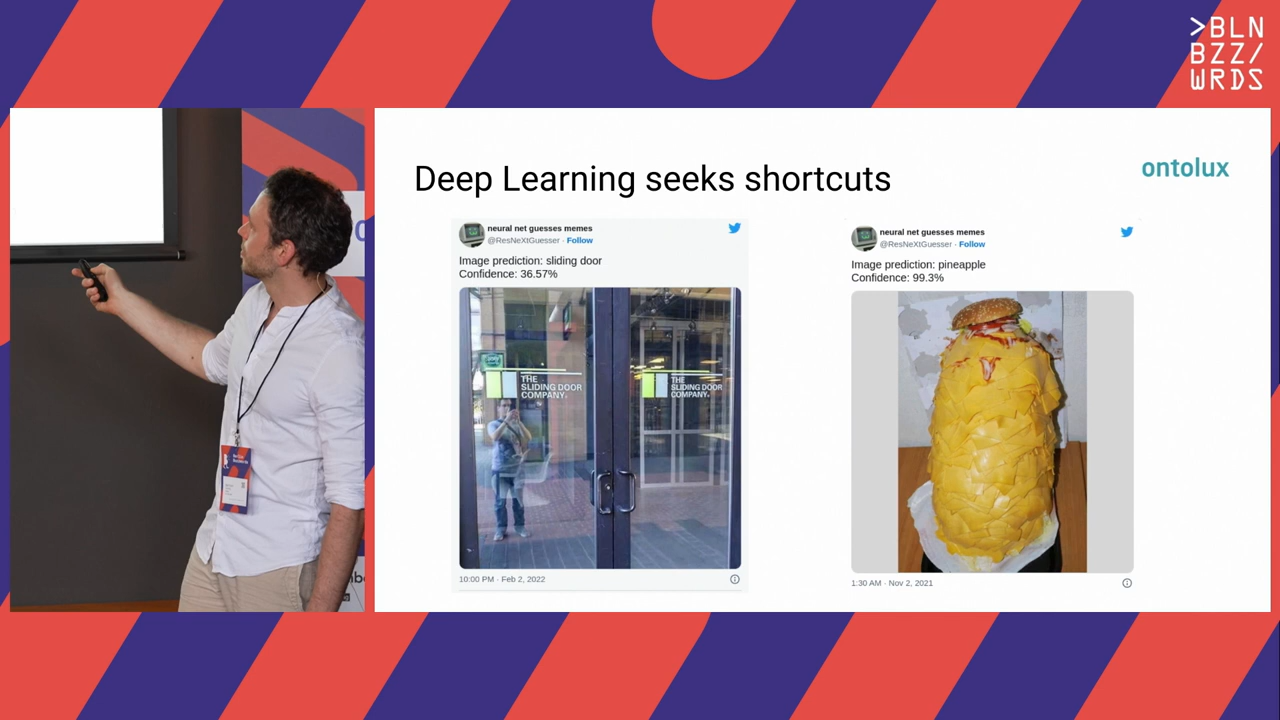 >BLN
BZZ/
WRDS
Deep Learning seeks shortcuts
ontolux
neural net guesses memes
@ResNeXtGuesser · Follow
Image prediction: sliding door
Confidence: 36.57%
THE
SLIDING DOOR
COMPANY.
THE
SLIDING DOOR
COMPANY.
10:00 PM · Feb 2, 2022
neural net guesses memes
@ResNeXtGuesser · Follow
Image prediction: pineapple
Confidence: 99.3%
1:30 AM · Nov 2, 2021